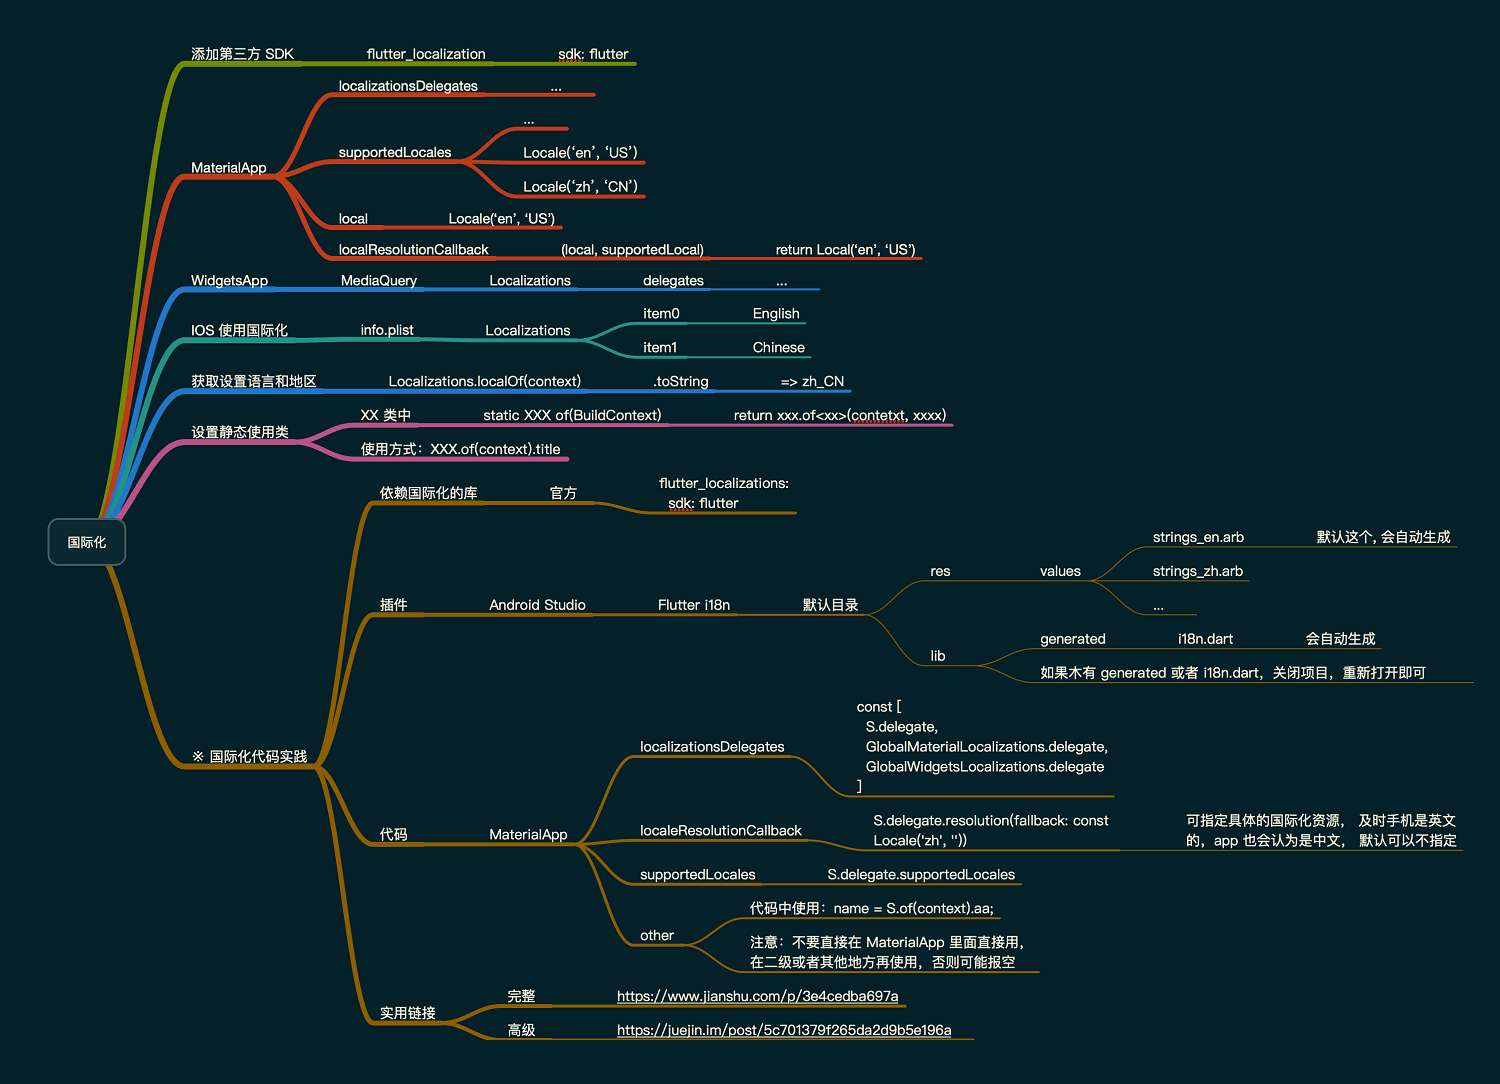 添加第三方 SDK
flutter_localization
sdk: flutter
MaterialApp
localizationsDelegates
...
supportedLocales
...
Locale(‘en’, ‘US’)
Locale(‘zh’, ‘CN’)
local
Locale(‘en’, ‘US’)
localResolutionCallback
(local, supportedLocal)
return Local(‘en’, ‘US’)
WidgetsApp
MediaQuery
Localizations
delegates
...
IOS 使用国际化
info.plist
Localizations
item0
English
item1
Chinese
获取设置语言和地区
Localizations.localOf(context)
.toString
=> zh_CN
设置静态使用类
XX 类中
static XXX of(BuildContext)
return xxx.of<xx>(contetxt, xxxx)
使用方式：XXX.of(context).title
国际化
※ 国际化代码实践
依赖国际化的库
官方
flutter_localizations:
sdk: flutter
插件
Android Studio
Flutter i18n
默认目录
res
values
strings_en.arb
默认这个, 会自动生成
strings_zh.arb
...
lib
generated
i18n.dart
会自动生成
如果木有 generated 或者 i18n.dart，关闭项目，重新打开即可
代码
MaterialApp
localizationsDelegates
const [
S.delegate,
GlobalMaterialLocalizations.delegate,
GlobalWidgetsLocalizations.delegate
]
localeResolutionCallback
S.delegate.resolution(fallback: const
Locale('zh', ''))
可指定具体的国际化资源， 及时手机是英文
的，app 也会认为是中文， 默认可以不指定
supportedLocales
S.delegate.supportedLocales
other
代码中使用：name = S.of(context).aa;
注意：不要直接在 MaterialApp 里面直接用，
在二级或者其他地方再使用，否则可能报空
实用链接
完整
https://www.jianshu.com/p/3e4cedba697a
高级
https://juejin.im/post/5c701379f265da2d9b5e196a